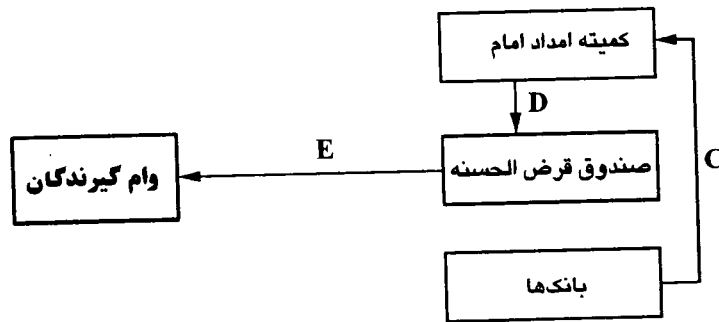 کمیته امداد امام
D
صندوق قرض الحسنه
E
وام گیرندگان
C
بانک‌ها